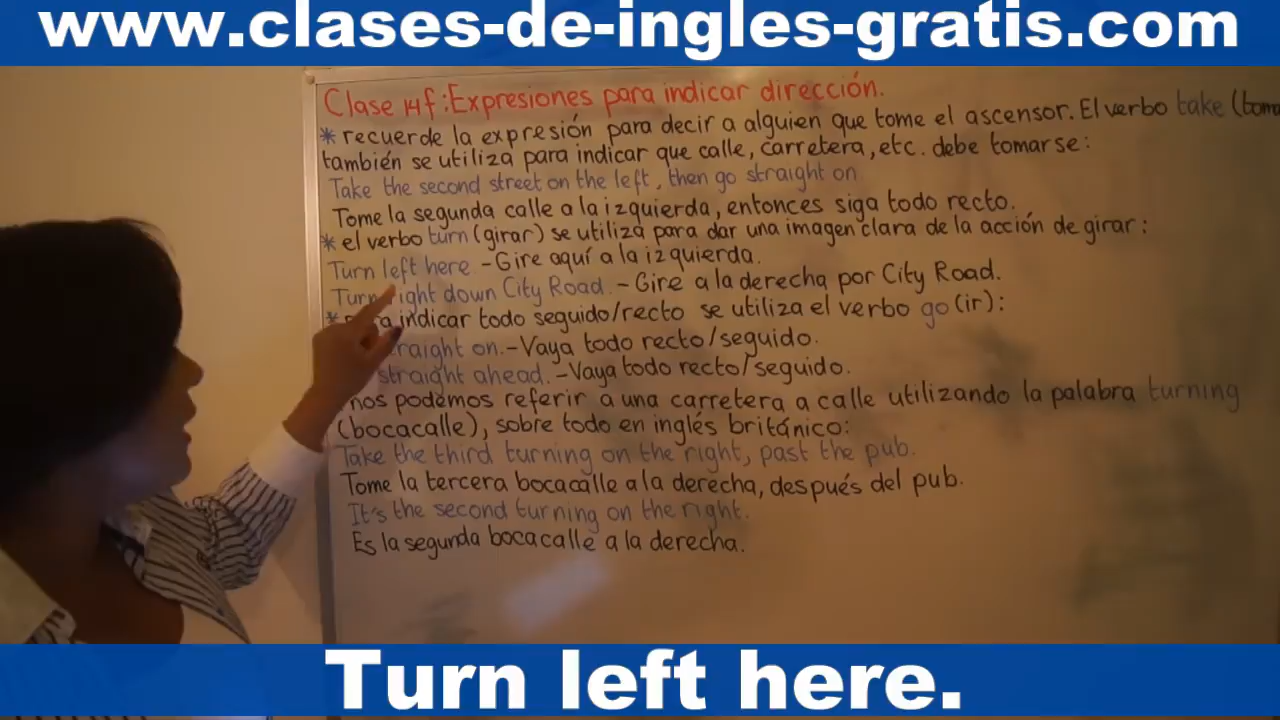 www.clases-de-ingles-gratis.com
Clase Hf: Expresiones para indicar dirección.
* recuerde la expresión para decir a alguien que tome el ascensor. El verbo take
también se utiliza para indicar que calle, carretera, etc. debe tomarse:
Take the second street on the left, then go straight on
Tome la segunda calle a la izquierda, entonces siga todo recto.
* el verbo turn (girar) se utiliza para dar una imagen clara de la acción de girar:
Turn left here - Gire aquí a la izquierda.
Turn right down City Road. - Gire a la derecha por City Road.
* para indicar todo seguido/recto se utiliza el verbo go (ir):
straight on. - Vaya todo recto/seguido.
straight ahead. - Vaya todo recto/seguido.
nos podemos referir a una carretera a calle utilizando la palabra turning
(bocacalle), sobre todo en inglés británico:
Take the third turning on the right, past the pub.
Tome la tercera bocacalle a la derecha, después del pub.
It's the second turning on the right.
Es la segunda bocacalle a la derecha.
Turn left here.